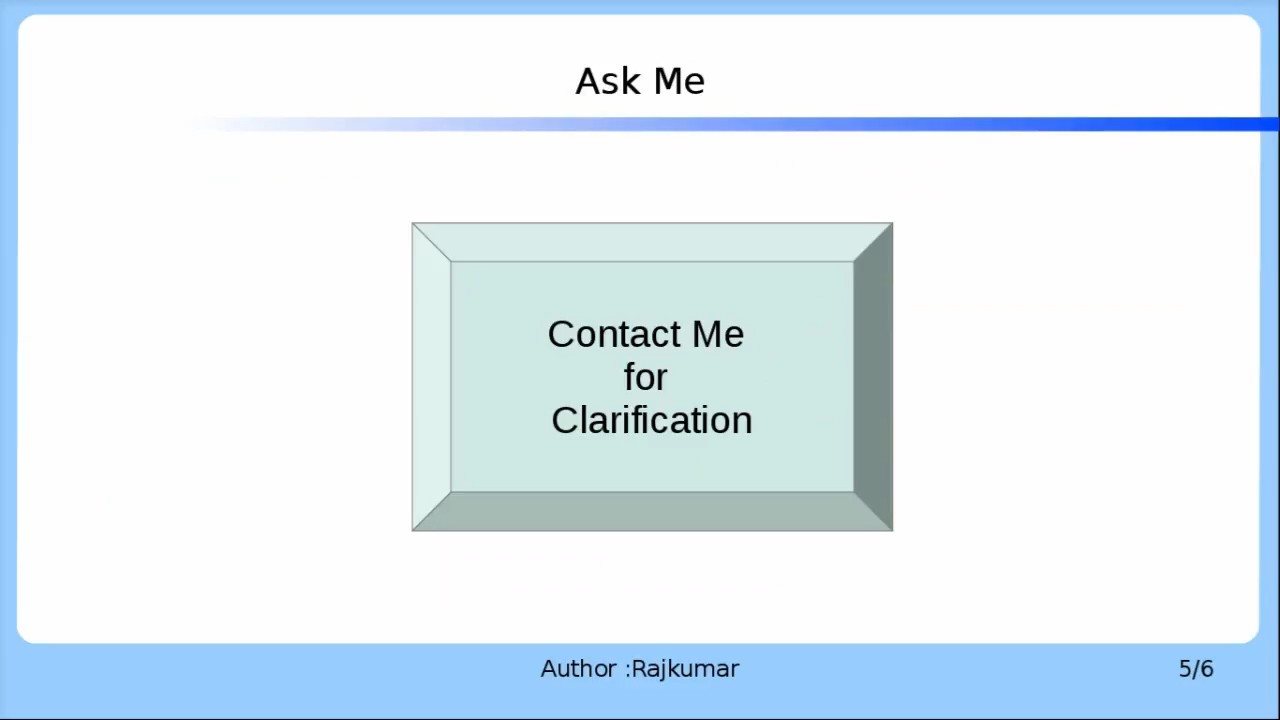 Ask Me
Contact Me
for
Clarification
Author :Rajkumar
5/6